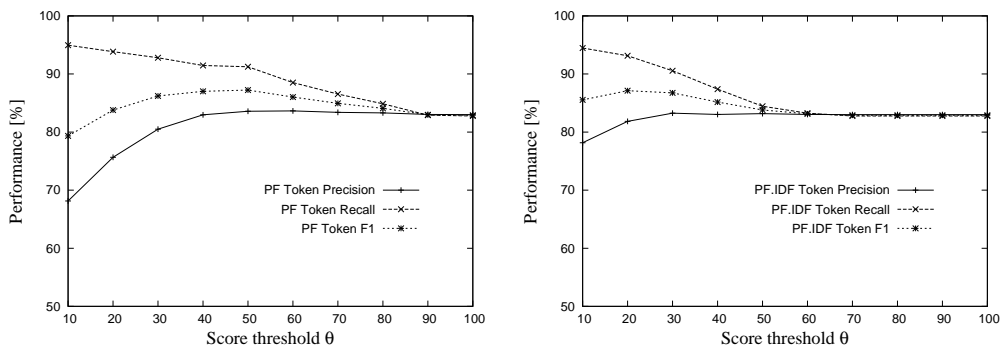 100
90
80
70
60
50
Performance [%]
PF Token Precision
PF Token Recall
PF Token F1
10 20 30 40 50 60 70 80 90 100
Score threshold θ
100
90
80
70
60
50
Performance [%]
PF.IDF Token Precision
PF.IDF Token Recall
PF.IDF Token F1
10 20 30 40 50 60 70 80 90 100
Score threshold θ